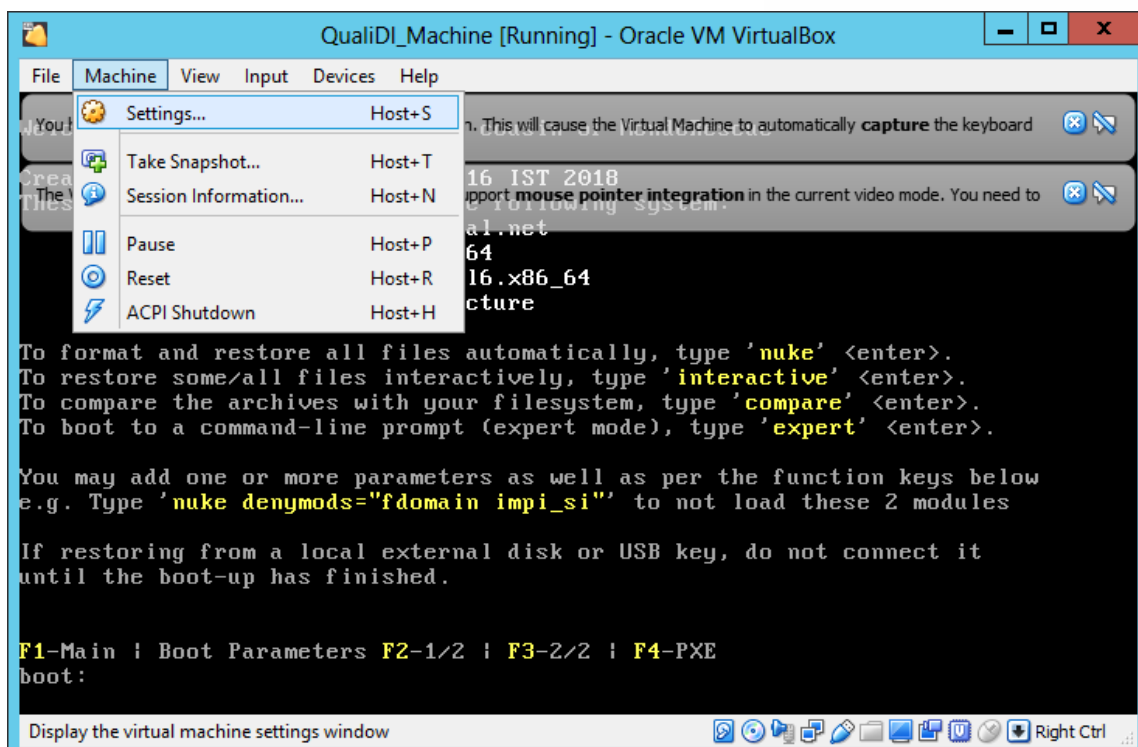 QualiDI_Machine [Running] - Oracle VM VirtualBox
File Machine View Input Devices Help
Settings... Host+S
Take Snapshot... Host+T
Session Information... Host+N
Pause Host+P
Reset Host+R
ACPI Shutdown Host+H
You n. This will cause the Virtual Machine to automatically capture the keyboard
The upport mouse pointer integration in the current video mode. You need to
Crea 16 IST 2018
Thes following system:
al.net
64
16.x86_64
cture
To format and restore all files automatically, type 'nuke' <enter>.
To restore some/all files interactively, type 'interactive' <enter>.
To compare the archives with your filesystem, type 'compare' <enter>.
To boot to a command-line prompt (expert mode), type 'expert' <enter>.
You may add one or more parameters as well as per the function keys below
e.g. Type 'nuke denymods="fdomain impi_si"' to not load these 2 modules
If restoring from a local external disk or USB key, do not connect it
until the boot-up has finished.
F1-Main | Boot Parameters F2-1/2 | F3-2/2 | F4-PXE
boot:
Display the virtual machine settings window
Right Ctrl